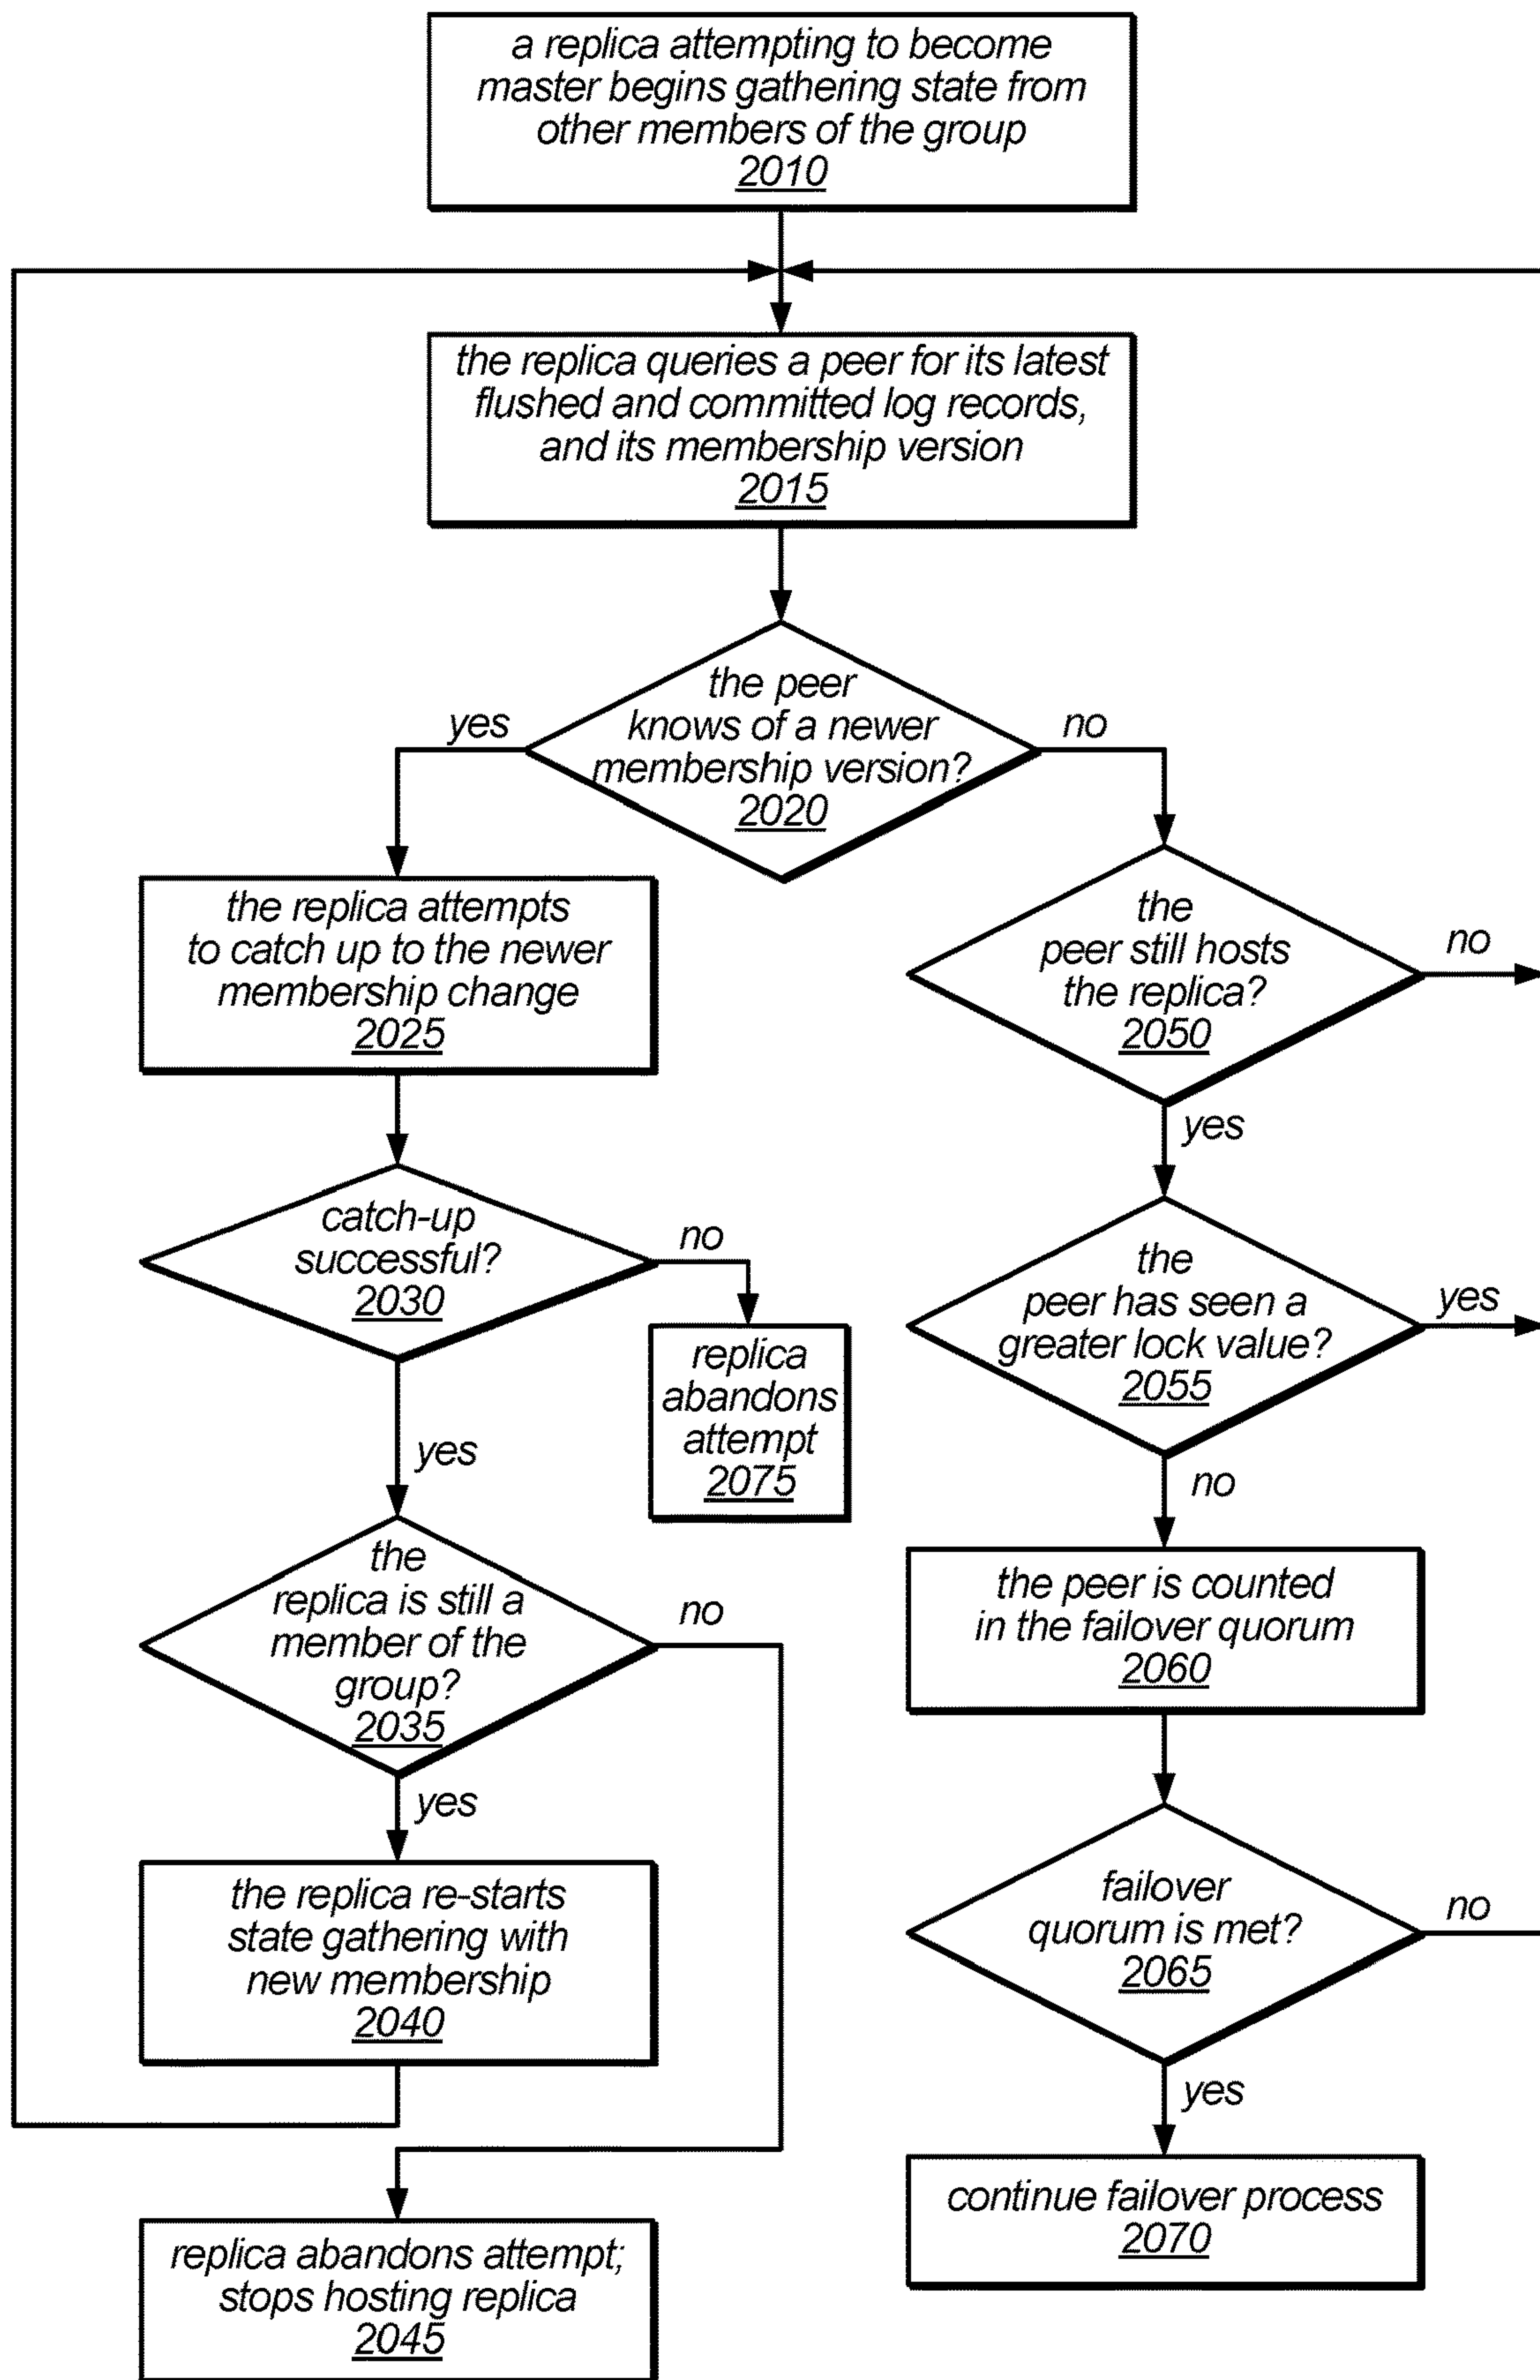 a replica attempting to become
master begins gathering state from
other members of the group
2010
the replica queries a peer for its latest
flushed and committed log records,
and its membership version
2015
the peer
knows of a newer
membership version?
2020
yes
no
the replica attempts
to catch up to the newer
membership change
2025
the
peer still hosts
the replica?
2050
no
yes
catch-up
successful?
2030
no
yes
replica
abandons
attempt
2075
the
peer has seen a
greater lock value?
2055
yes
no
the
replica is still a
member of the
group?
2035
no
yes
the peer is counted
in the failover quorum
2060
the replica re-starts
state gathering with
new membership
2040
failover
quorum is met?
2065
no
yes
replica abandons attempt;
stops hosting replica
2045
continue failover process
2070